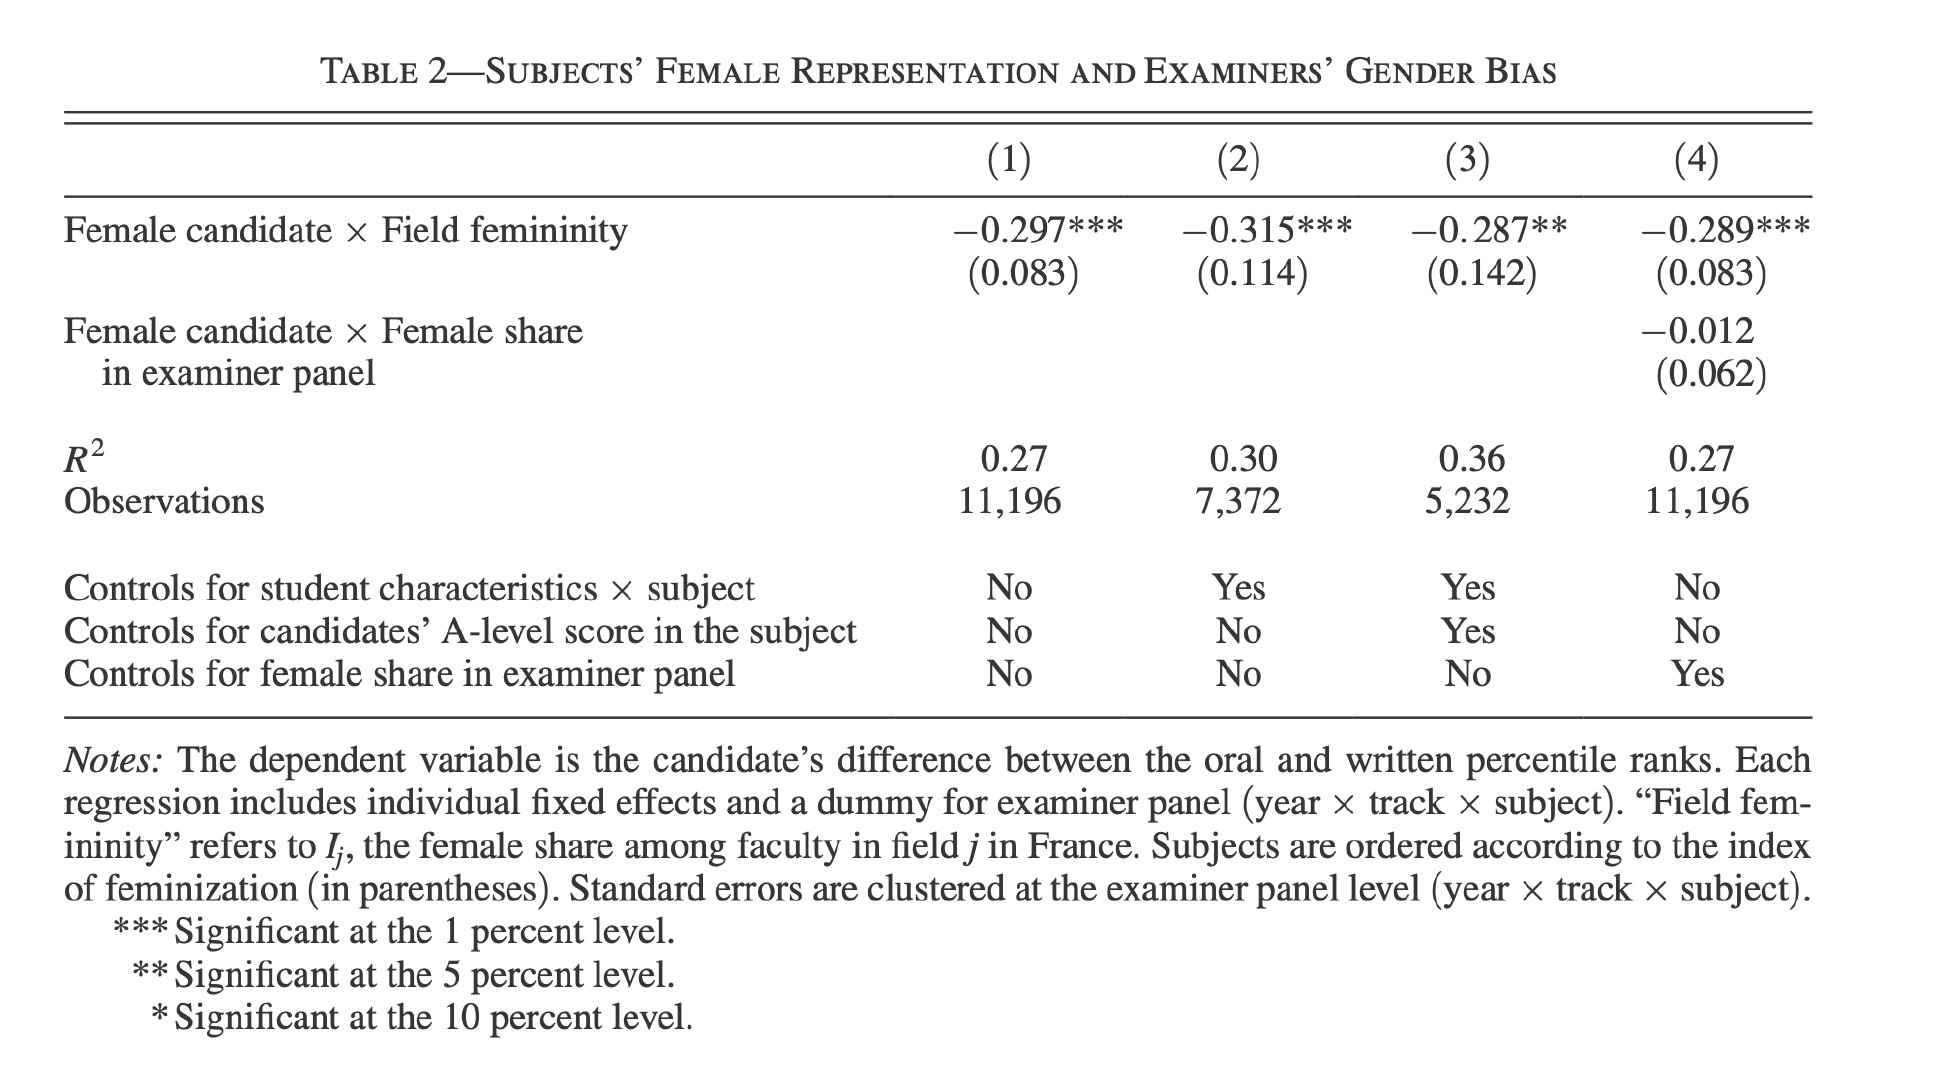 TABLE 2—SUBJECTS’ FEMALE REPRESENTATION AND EXAMINERS’ GENDER BIAS
(1) (2) (3) (4)
Female candidate × Field femininity −0.297*** −0.315*** −0.287** −0.289***
(0.083) (0.114) (0.142) (0.083)
Female candidate × Female share −0.012
in examiner panel (0.062)
R² 0.27 0.30 0.36 0.27
Observations 11,196 7,372 5,232 11,196
Controls for student characteristics × subject No Yes Yes No
Controls for candidates’ A-level score in the subject No No Yes No
Controls for female share in examiner panel No No No Yes
Notes: The dependent variable is the candidate’s difference between the oral and written percentile ranks. Each
regression includes individual fixed effects and a dummy for examiner panel (year × track × subject). “Field fem-
ininity” refers to Iⱼ, the female share among faculty in field j in France. Subjects are ordered according to the index
of feminization (in parentheses). Standard errors are clustered at the examiner panel level (year × track × subject).
*** Significant at the 1 percent level.
** Significant at the 5 percent level.
* Significant at the 10 percent level.